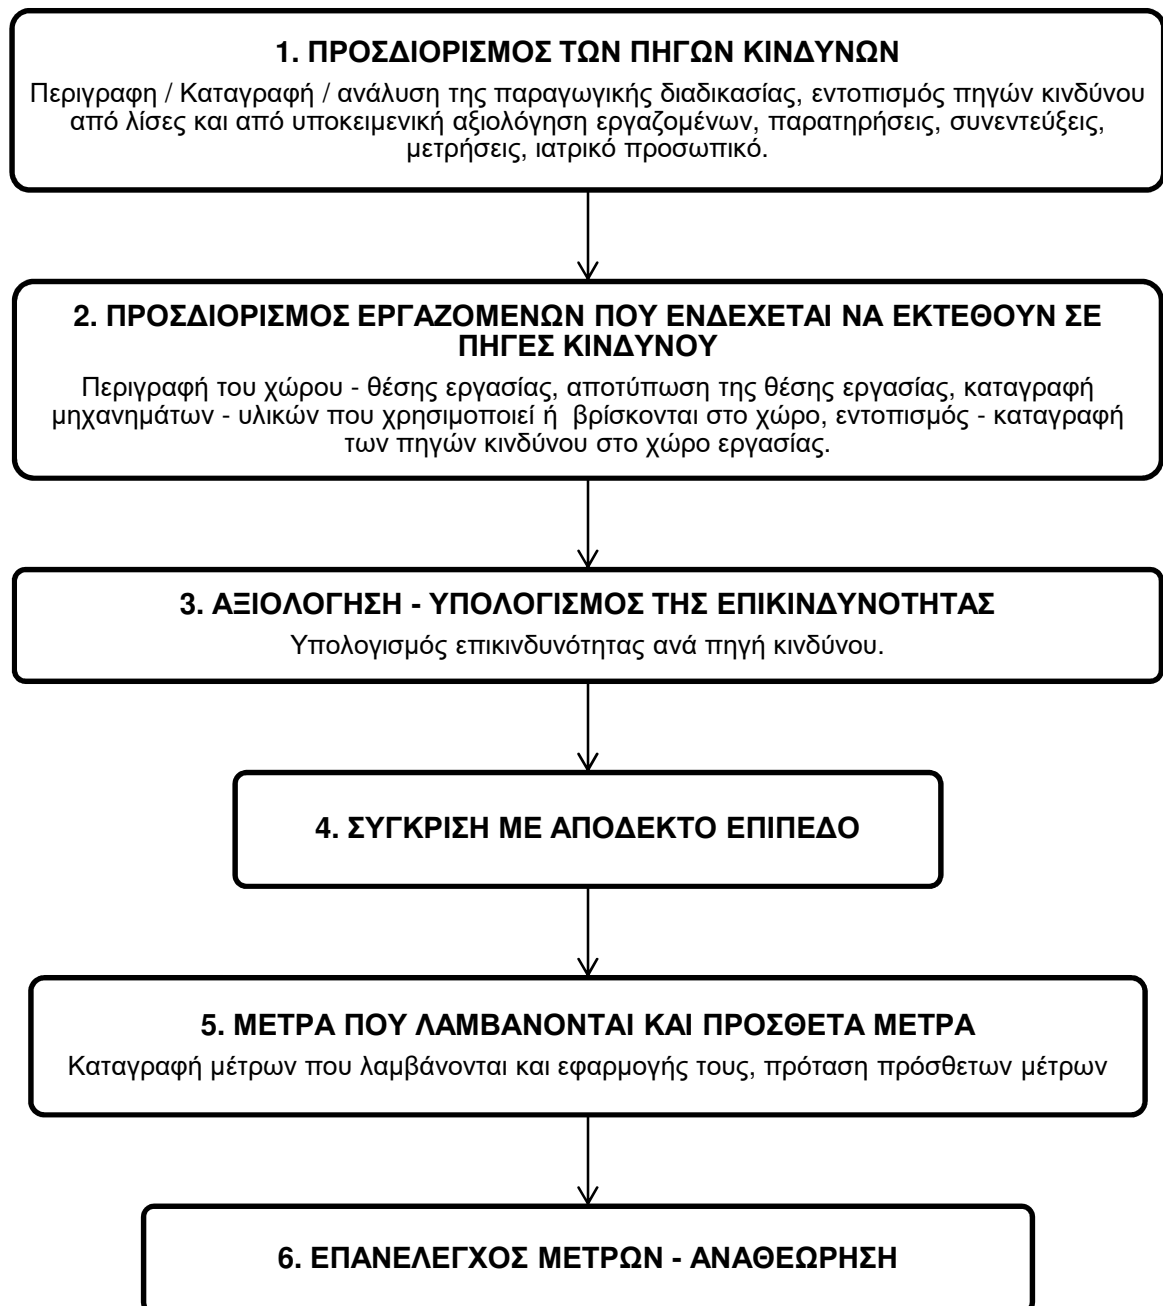 1. ΠΡΟΣΔΙΟΡΙΣΜΟΣ ΤΩΝ ΠΗΓΩΝ ΚΙΝΔΥΝΩΝ
Περιγραφη / Καταγραφή / ανάλυση της παραγωγικής διαδικασίας, εντοπισμός πηγών κινδύνου
από λίσες και από υποκειμενική αξιολόγηση εργαζομένων, παρατηρήσεις, συνεντεύξεις,
μετρήσεις, ιατρικό προσωπικό.
2. ΠΡΟΣΔΙΟΡΙΣΜΟΣ ΕΡΓΑΖΟΜΕΝΩΝ ΠΟΥ ΕΝΔΕΧΕΤΑΙ ΝΑ ΕΚΤΕΘΟΥΝ ΣΕ
ΠΗΓΕΣ ΚΙΝΔΥΝΟΥ
Περιγραφή του χώρου - θέσης εργασίας, αποτύπωση της θέσης εργασίας, καταγραφή
μηχανημάτων - υλικών που χρησιμοποιεί ή βρίσκονται στο χώρο, εντοπισμός - καταγραφή
των πηγών κινδύνου στο χώρο εργασίας.
3. ΑΞΙΟΛΟΓΗΣΗ - ΥΠΟΛΟΓΙΣΜΟΣ ΤΗΣ ΕΠΙΚΙΝΔΥΝΟΤΗΤΑΣ
Υπολογισμός επικινδυνότητας ανά πηγή κινδύνου.
4. ΣΥΓΚΡΙΣΗ ΜΕ ΑΠΟΔΕΚΤΟ ΕΠΙΠΕΔΟ
5. ΜΕΤΡΑ ΠΟΥ ΛΑΜΒΑΝΟΝΤΑΙ ΚΑΙ ΠΡΟΣΘΕΤΑ ΜΕΤΡΑ
Καταγραφή μέτρων που λαμβάνονται και εφαρμογής τους, πρόταση πρόσθετων μέτρων
6. ΕΠΑΝΕΛΕΓΧΟΣ ΜΕΤΡΩΝ - ΑΝΑΘΕΩΡΗΣΗ